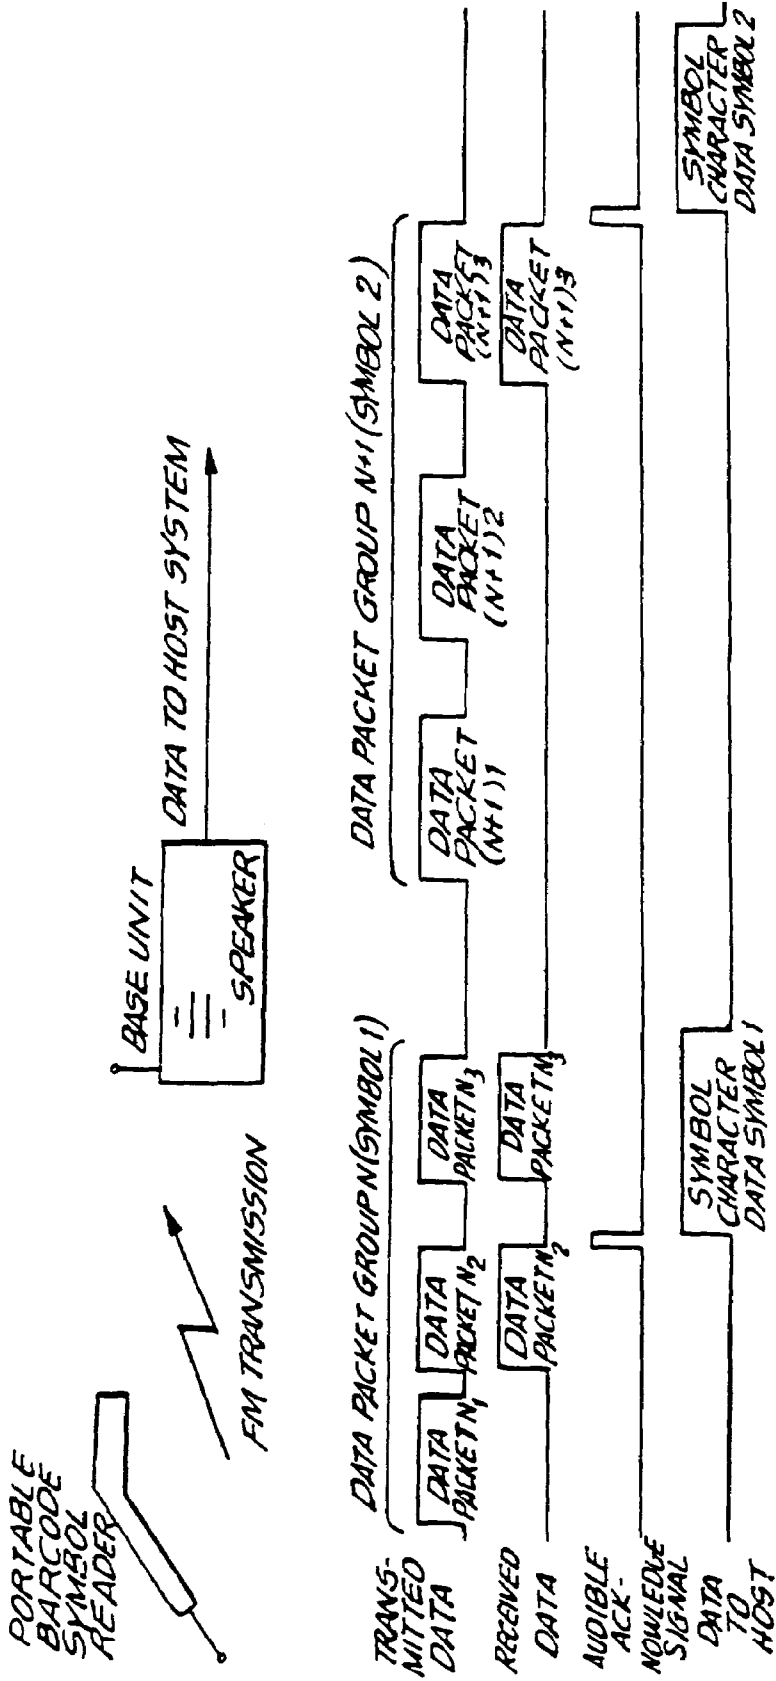 PORTABLE
BARCODE
SYMBOL
READER
FM TRANSMISSION
BASE UNIT
SPEAKER
DATA TO HOST SYSTEM
DATA PACKET GROUP N(SYMBOL 1)
DATA PACKET GROUP N+1 (SYMBOL 2)
TRANS-
MITTED
DATA
DATA
PACKET N1
DATA
PACKET N2
DATA
PACKET N3
DATA
PACKET
(N+1)1
DATA
PACKET
(N+1)2
DATA
PACKET
(N+1)3
RECEIVED
DATA
DATA
PACKET N2
DATA
PACKET N3
DATA
PACKET
(N+1)3
AUDIBLE
ACK-
NOWLEDGE
SIGNAL
DATA
TO
HOST
SYMBOL
CHARACTER
DATA SYMBOL 1
SYMBOL
CHARACTER
DATA SYMBOL 2